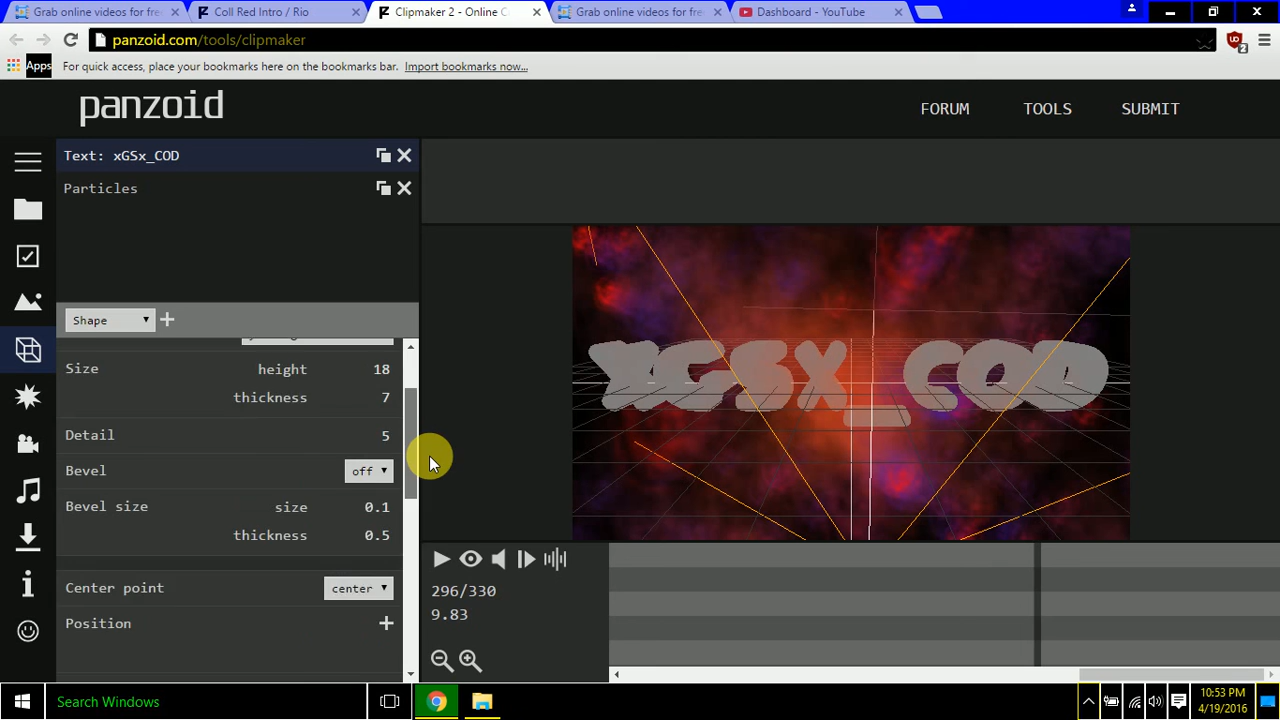 Grab online videos for fre
Coll Red Intro / Rio
Clipmaker 2 - Online C
Grab online videos for fre
Dashboard - YouTube
panzoid.com/tools/clipmaker
2
Apps
For quick access, place your bookmarks here on the bookmarks bar. Import bookmarks now...
panzoid
FORUM
TOOLS
SUBMIT
Text: xGSx_COD
Particles
Shape
Size
height 18
thickness 7
Detail 5
Bevel off
Bevel size
size 0.1
thickness 0.5
Center point center
Position
XGSX_COD
296/330
9.83
Search Windows
10:53 PM
4/19/2016